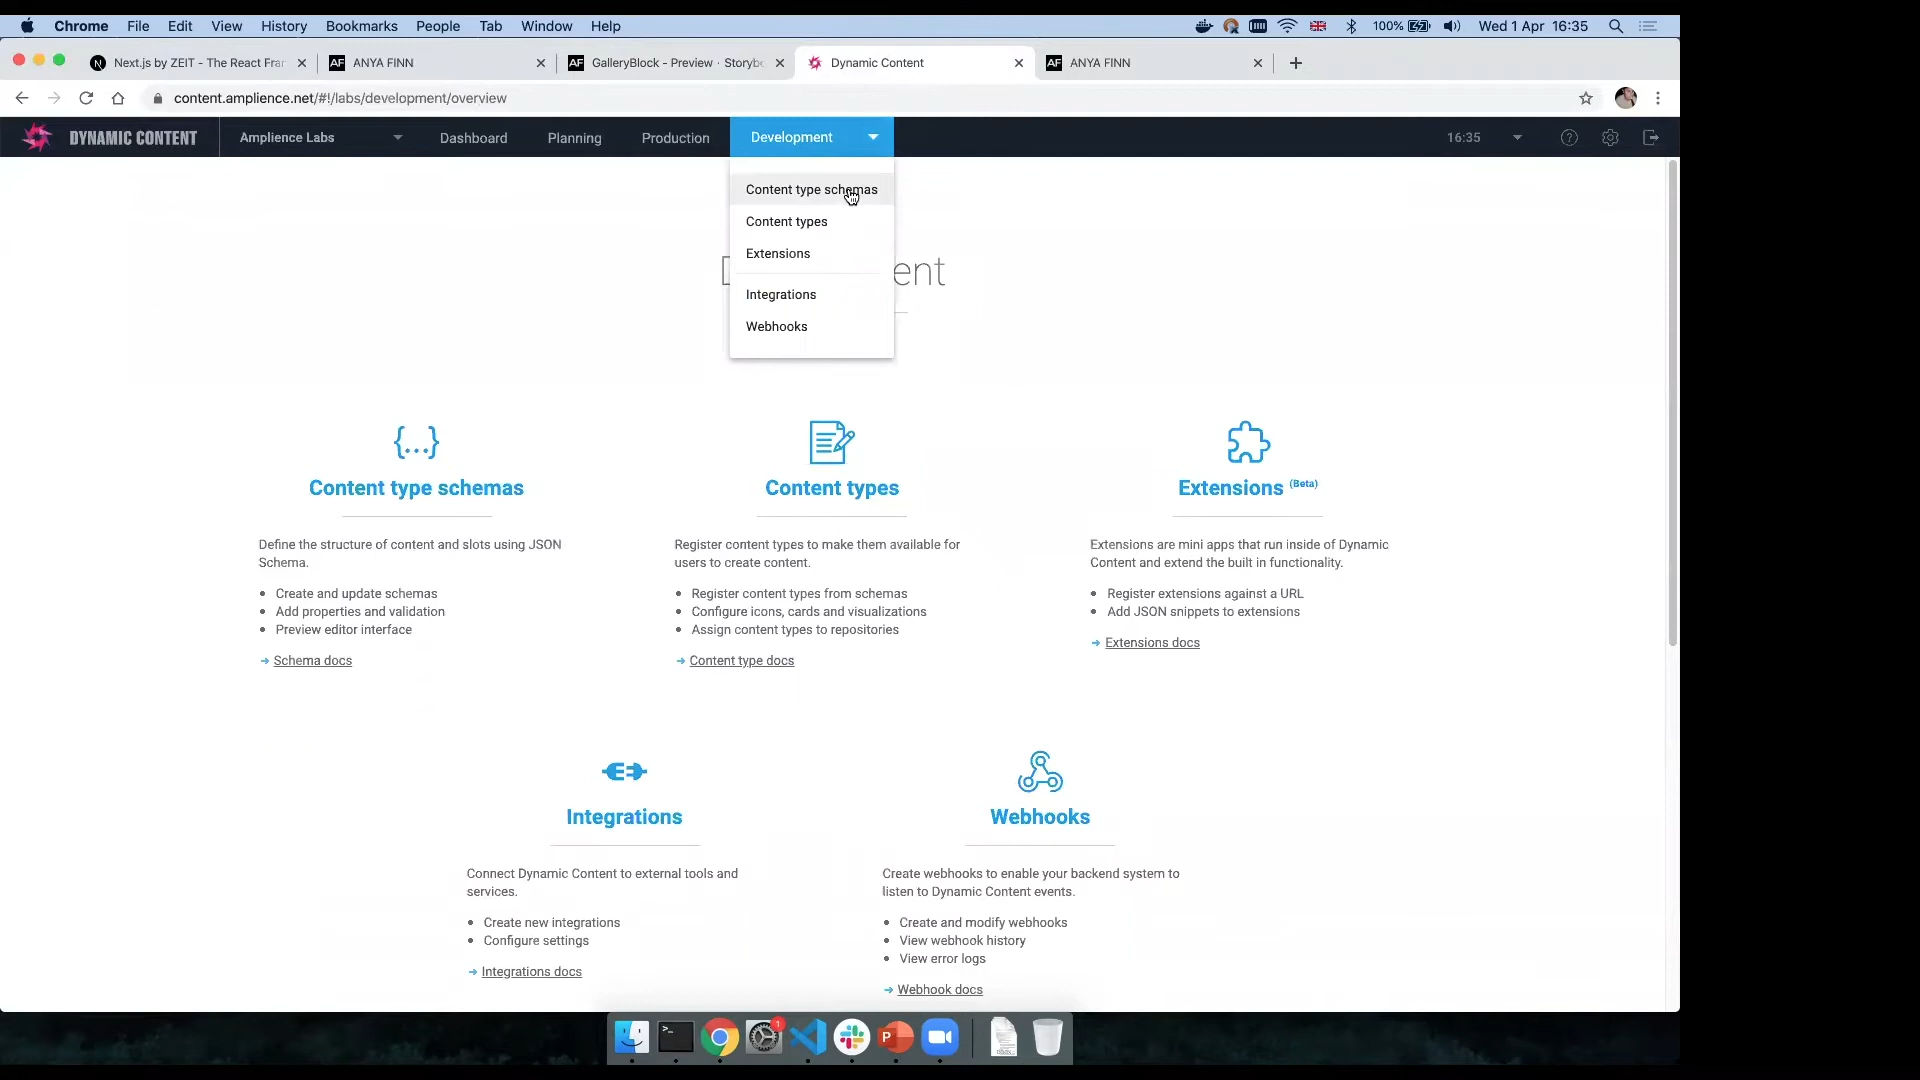 Chrome File Edit View History Bookmarks People Tab Window Help 100% Wed 1 Apr 16:35
Next.js by ZEIT - The React Fra AF ANYA FINN AF GalleryBlock - Preview · Storyb Dynamic Content AF ANYA FINN
content.amplience.net/#!/labs/development/overview
DYNAMIC CONTENT Amplience Labs Dashboard Planning Production Development 16:35
Content type schemas
Content types
Extensions
Integrations
Webhooks
ent
{...}
Content type schemas
Define the structure of content and slots using JSON
Schema.
• Create and update schemas
• Add properties and validation
• Preview editor interface
→ Schema docs
Content types
Register content types to make them available for
users to create content.
• Register content types from schemas
• Configure icons, cards and visualizations
• Assign content types to repositories
→ Content type docs
Extensions (Beta)
Extensions are mini apps that run inside of Dynamic
Content and extend the built in functionality.
• Register extensions against a URL
• Add JSON snippets to extensions
→ Extensions docs
Integrations
Connect Dynamic Content to external tools and
services.
• Create new integrations
• Configure settings
→ Integrations docs
Webhooks
Create webhooks to enable your backend system to
listen to Dynamic Content events.
• Create and modify webhooks
• View webhook history
• View error logs
→ Webhook docs
1
P